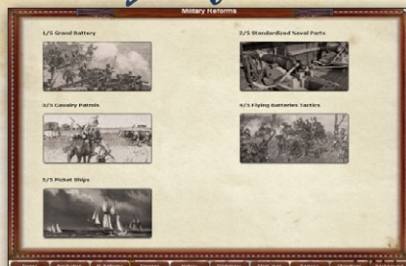 Military Reforms
1/5 Grand Battery
2/5 Standardized Naval Parts
3/5 Cavalry Patrols
4/5 Flying Batteries Tactics
5/5 Picket Ships